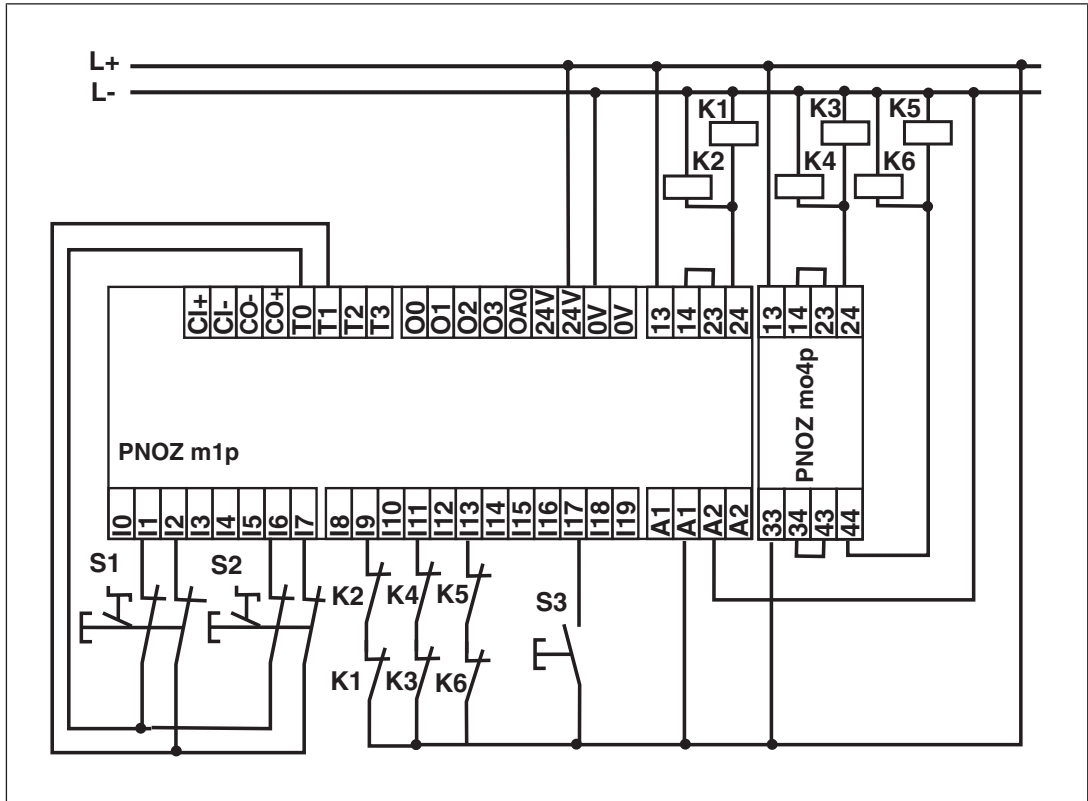 L+
L-
K1 K3 K5
K2 K4 K6
CI+ CI- CO- CO+ T0 T1 T2 T3 O0 O1 O2 O3 OA0 24V 24V 0V 0V 13 14 23 24 13 14 23 24
PNOZ m1p
PNOZ mo4p
I0 I1 I2 I3 I4 I5 I6 I7 I8 I9 I10 I11 I12 I13 I14 I15 I16 I17 I18 I19 A1 A1 A2 A2 33 34 43 44
S1 S2
K2 K4 K5 S3
K1 K3 K6